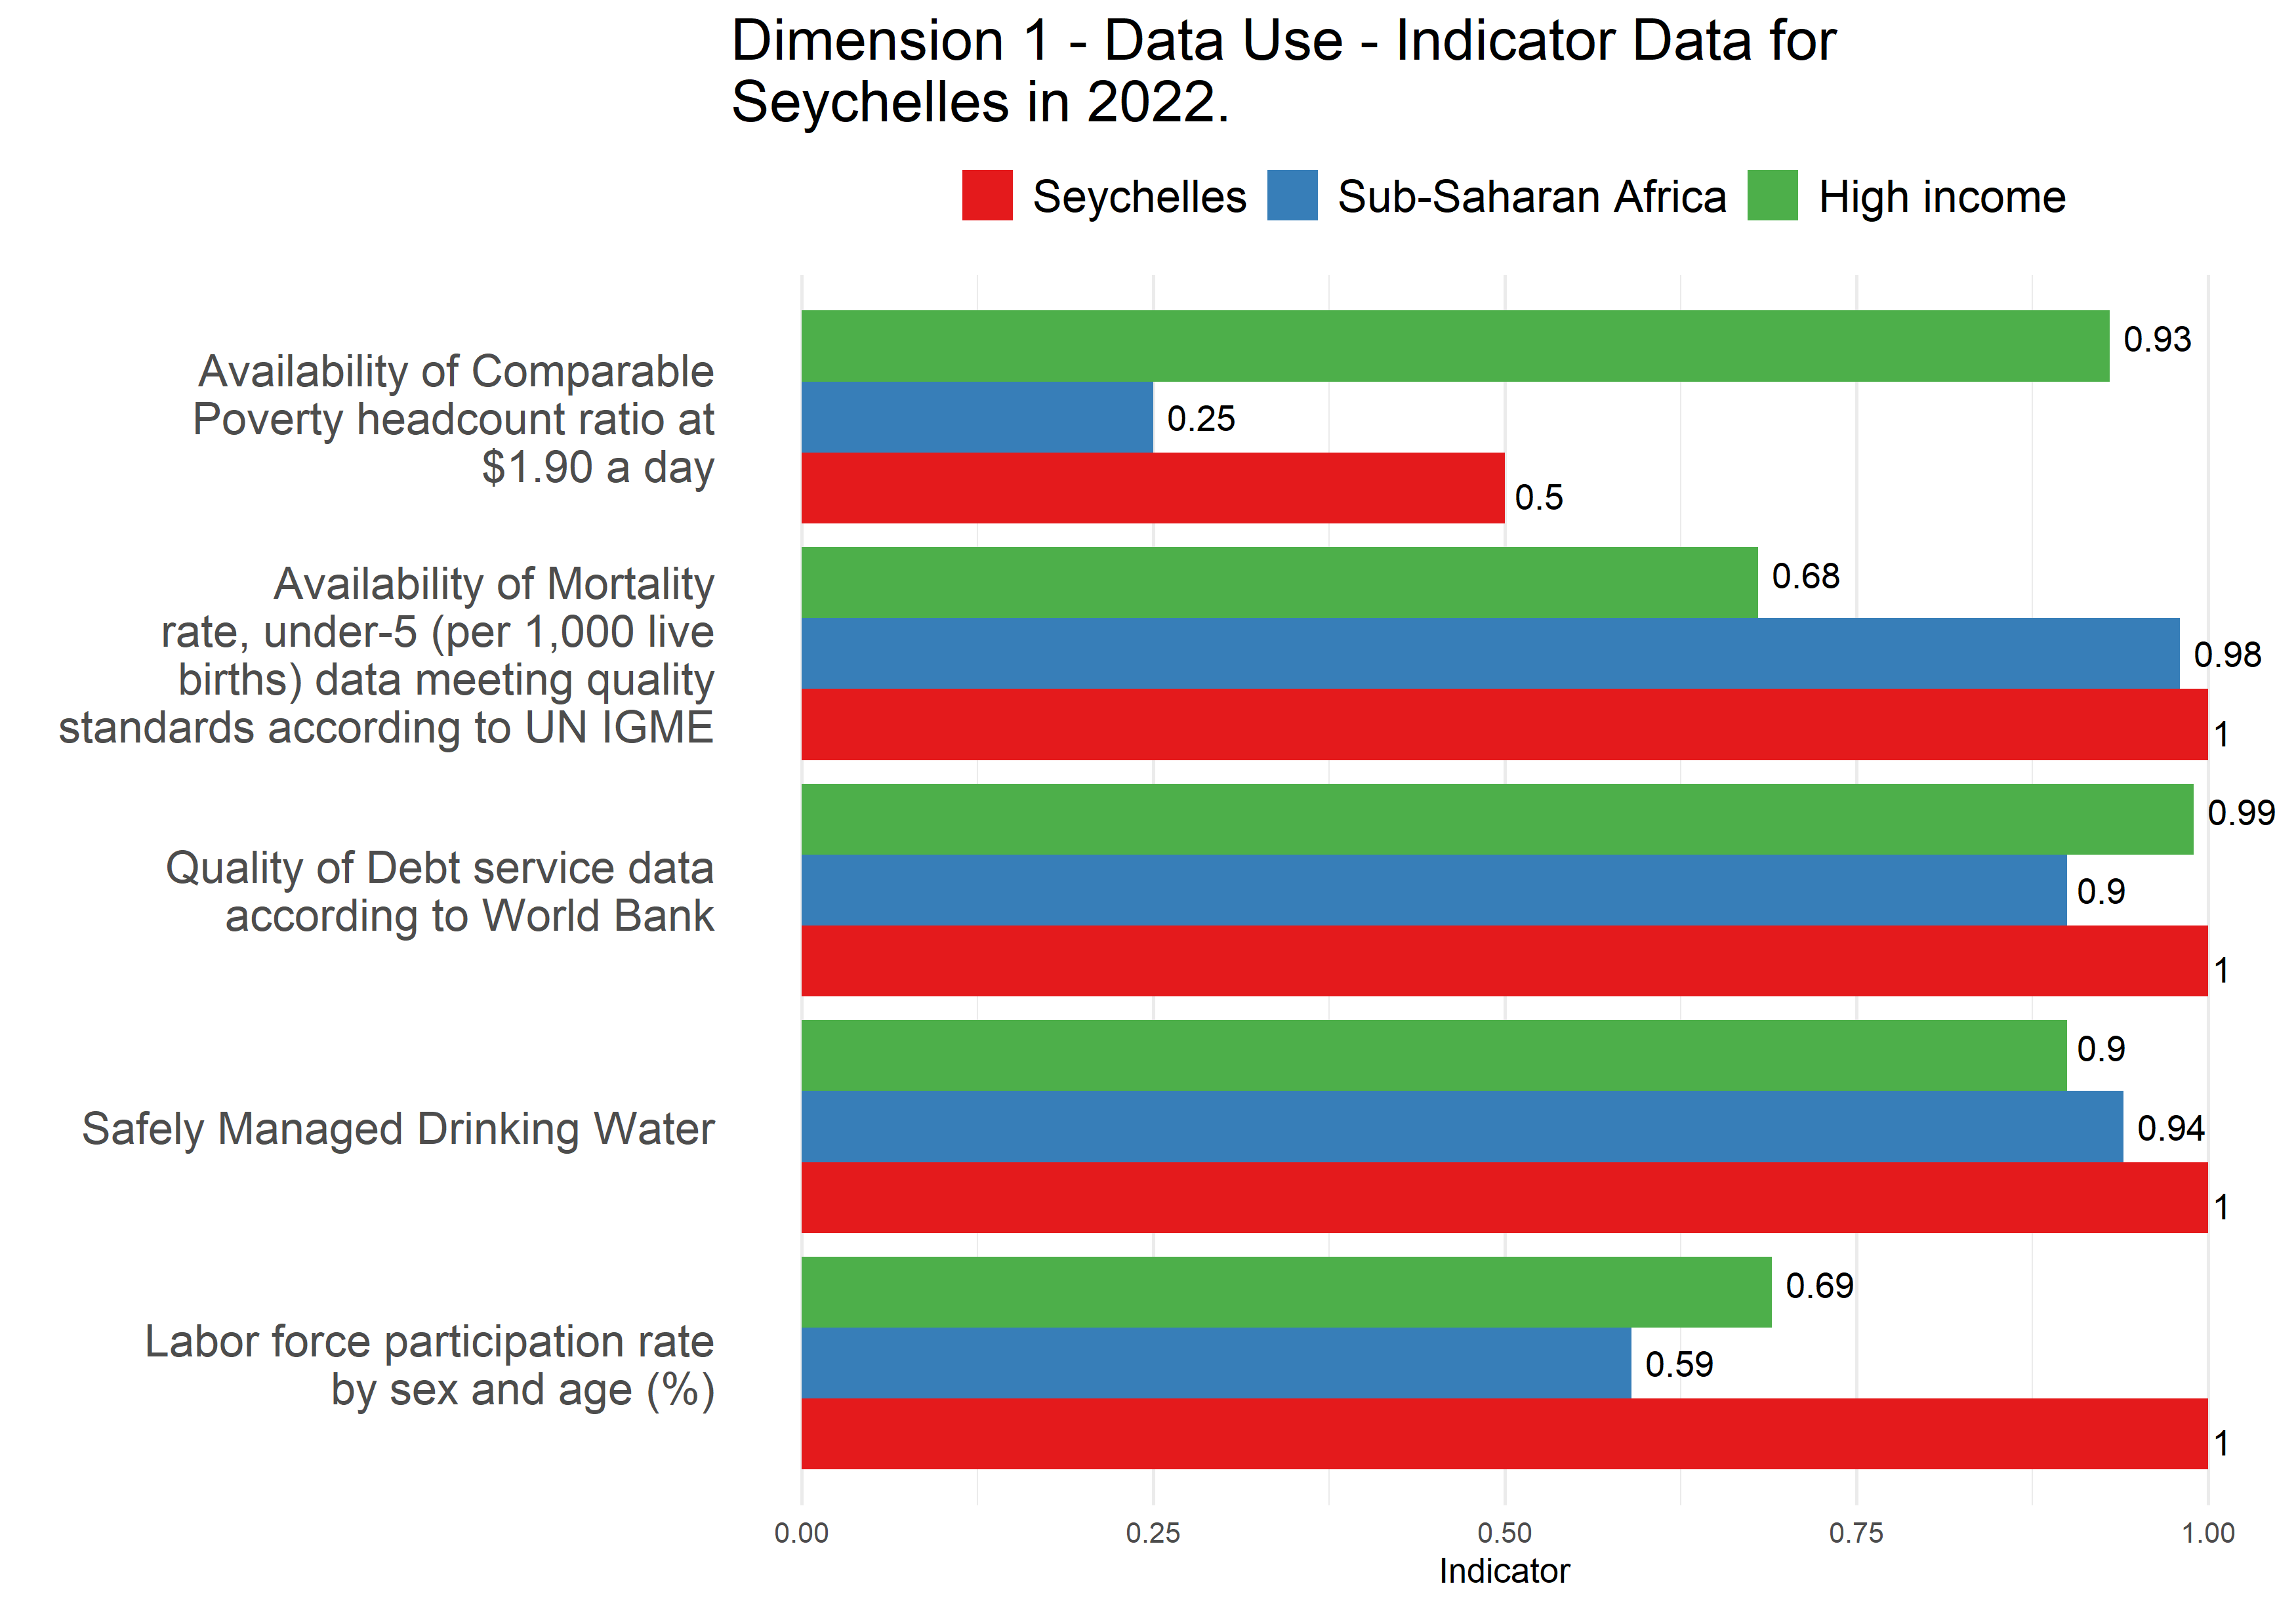 Dimension 1 - Data Use - Indicator Data for
Seychelles in 2022.
Seychelles
Sub-Saharan Africa
High income
Availability of Comparable
Poverty headcount ratio at
$1.90 a day
0.93
0.25
0.5
Availability of Mortality
rate, under-5 (per 1,000 live
births) data meeting quality
standards according to UN IGME
0.68
0.98
1
Quality of Debt service data
according to World Bank
0.99
0.9
1
Safely Managed Drinking Water
0.9
0.94
1
Labor force participation rate
by sex and age (%)
0.69
0.59
1
0.00
0.25
0.50
0.75
1.00
Indicator